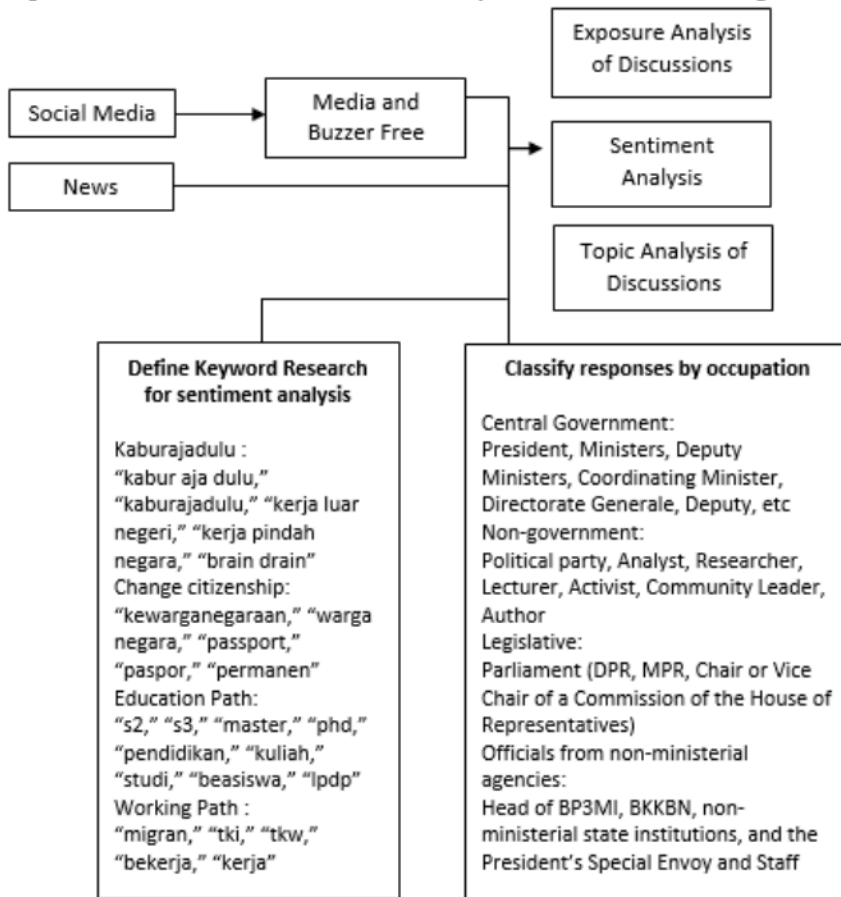 Exposure Analysis
of Discussions
Social Media
Media and
Buzzer Free
Sentiment
Analysis
News
Topic Analysis of
Discussions
Define Keyword Research
for sentiment analysis
Kaburajadulu :
“kabur aja dulu,”
“kaburajadulu,” “kerja luar
negeri,” “kerja pindah
negara,” “brain drain”
Change citizenship:
“kewarganegaraan,” “warga
negara,” “passport,”
“paspor,” “permanen”
Education Path:
“s2,” “s3,” “master,” “phd,”
“pendidikan,” “kuliah,”
“studi,” “beasiswa,” “lpdp”
Working Path :
“migran,” “tki,” “tkw,”
“bekerja,” “kerja”
Classify responses by occupation
Central Government:
President, Ministers, Deputy
Ministers, Coordinating Minister,
Directorate Generale, Deputy, etc
Non-government:
Political party, Analyst, Researcher,
Lecturer, Activist, Community Leader,
Author
Legislative:
Parliament (DPR, MPR, Chair or Vice
Chair of a Commission of the House of
Representatives)
Officials from non-ministerial
agencies:
Head of BP3MI, BKKBN, non-
ministerial state institutions, and the
President’s Special Envoy and Staff